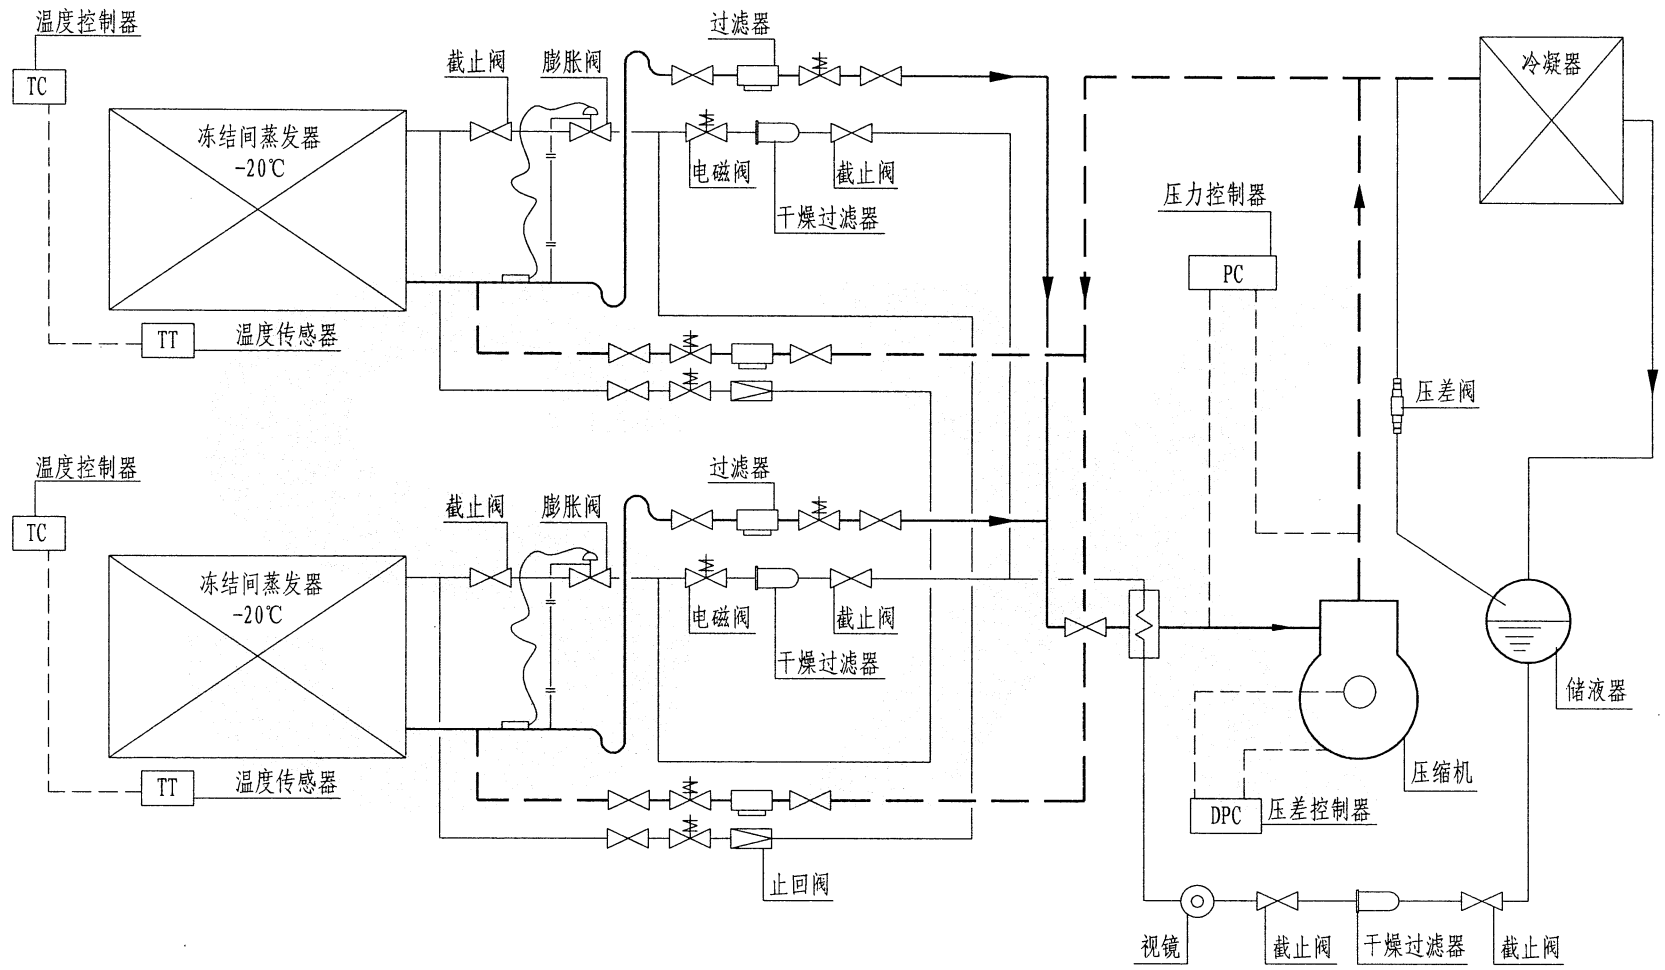 温度控制器
TC
冻结间蒸发器
-20℃
TT
温度传感器
截止阀
膨胀阀
过滤器
电磁阀
截止阀
干燥过滤器
冷凝器
压力控制器
PC
压差阀
温度控制器
TC
冻结间蒸发器
-20℃
TT
温度传感器
截止阀
膨胀阀
过滤器
电磁阀
截止阀
干燥过滤器
止回阀
储液器
压缩机
DPC
压差控制器
视镜
截止阀
干燥过滤器
截止阀